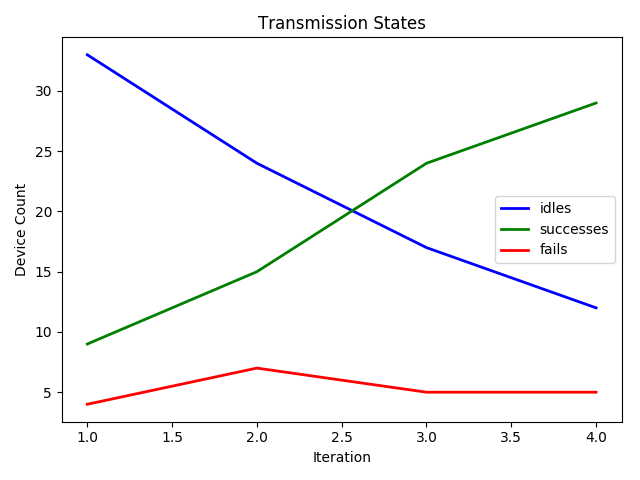 Transmission States
Device Count
30
25
20
15
10
5
idles
successes
fails
1.0 1.5 2.0 2.5 3.0 3.5 4.0
Iteration